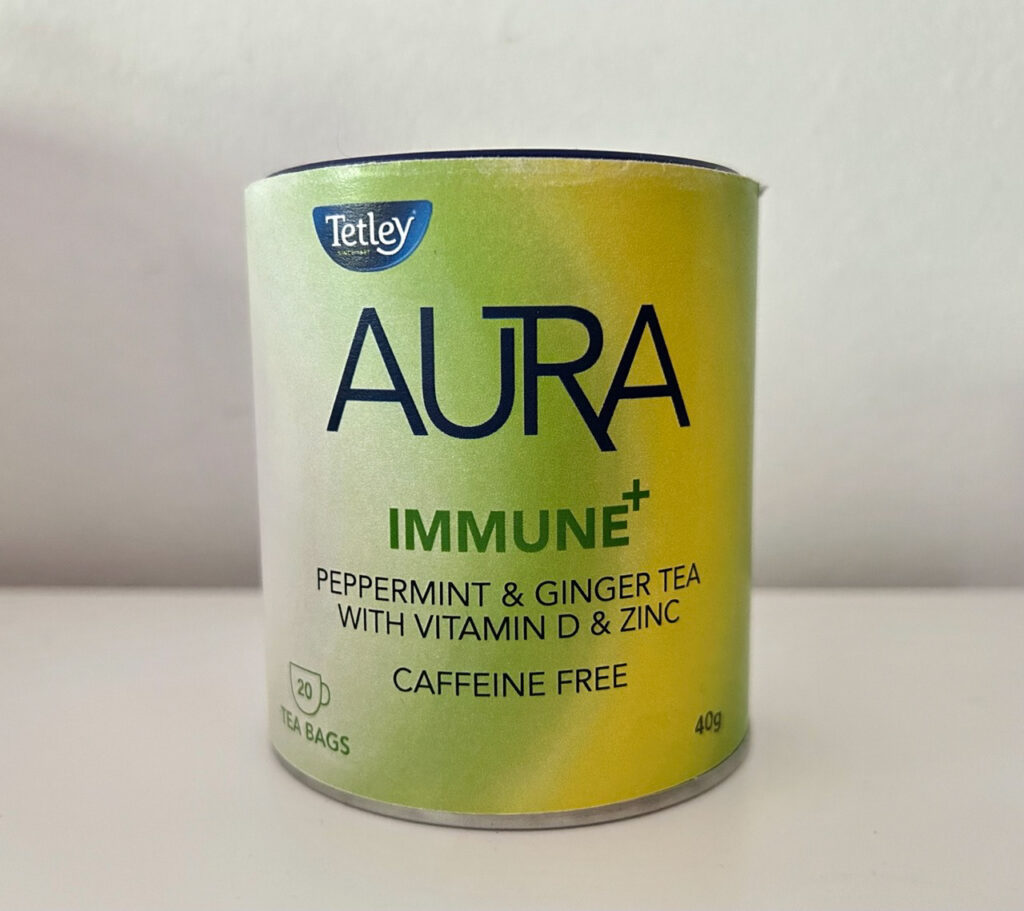 Tetley
AURA
IMMUNE+
PEPPERMINT & GINGER TEA
WITH VITAMIN D & ZINC
CAFFEINE FREE
20
TEA BAGS
40g